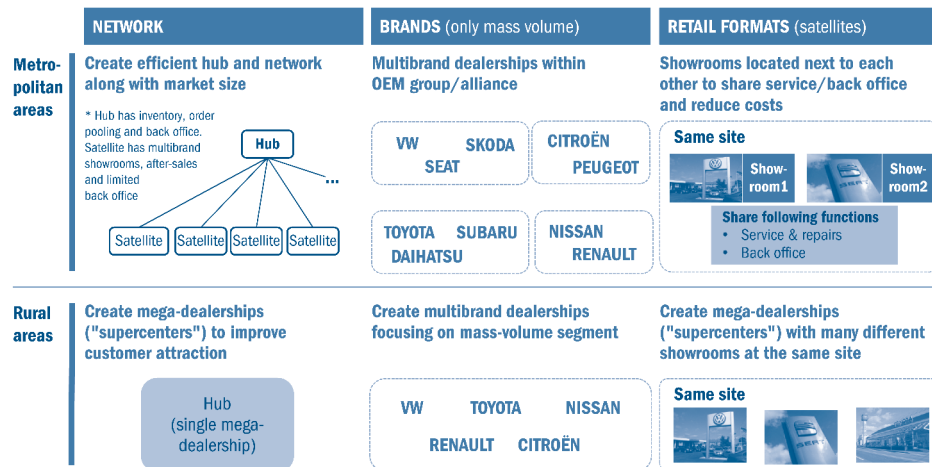 NETWORK
BRANDS (only mass volume)
RETAIL FORMATS (satellites)
Metro-
politan
areas
Create efficient hub and network
along with market size
* Hub has inventory, order
pooling and back office.
Satellite has multibrand
showrooms, after-sales
and limited
back office
Hub
...
Satellite Satellite Satellite Satellite
Multibrand dealerships within
OEM group/alliance
VW SKODA
SEAT
CITROËN
PEUGEOT
TOYOTA SUBARU
DAIHATSU
NISSAN
RENAULT
Showrooms located next to each
other to share service/back office
and reduce costs
Same site
Show-
room1
SEAT
Show-
room2
Share following functions
• Service & repairs
• Back office
Rural
areas
Create mega-dealerships
("supercenters") to improve
customer attraction
Hub
(single mega-
dealership)
Create multibrand dealerships
focusing on mass-volume segment
VW TOYOTA NISSAN
RENAULT CITROËN
Create mega-dealerships
("supercenters") with many different
showrooms at the same site
Same site
SEAT